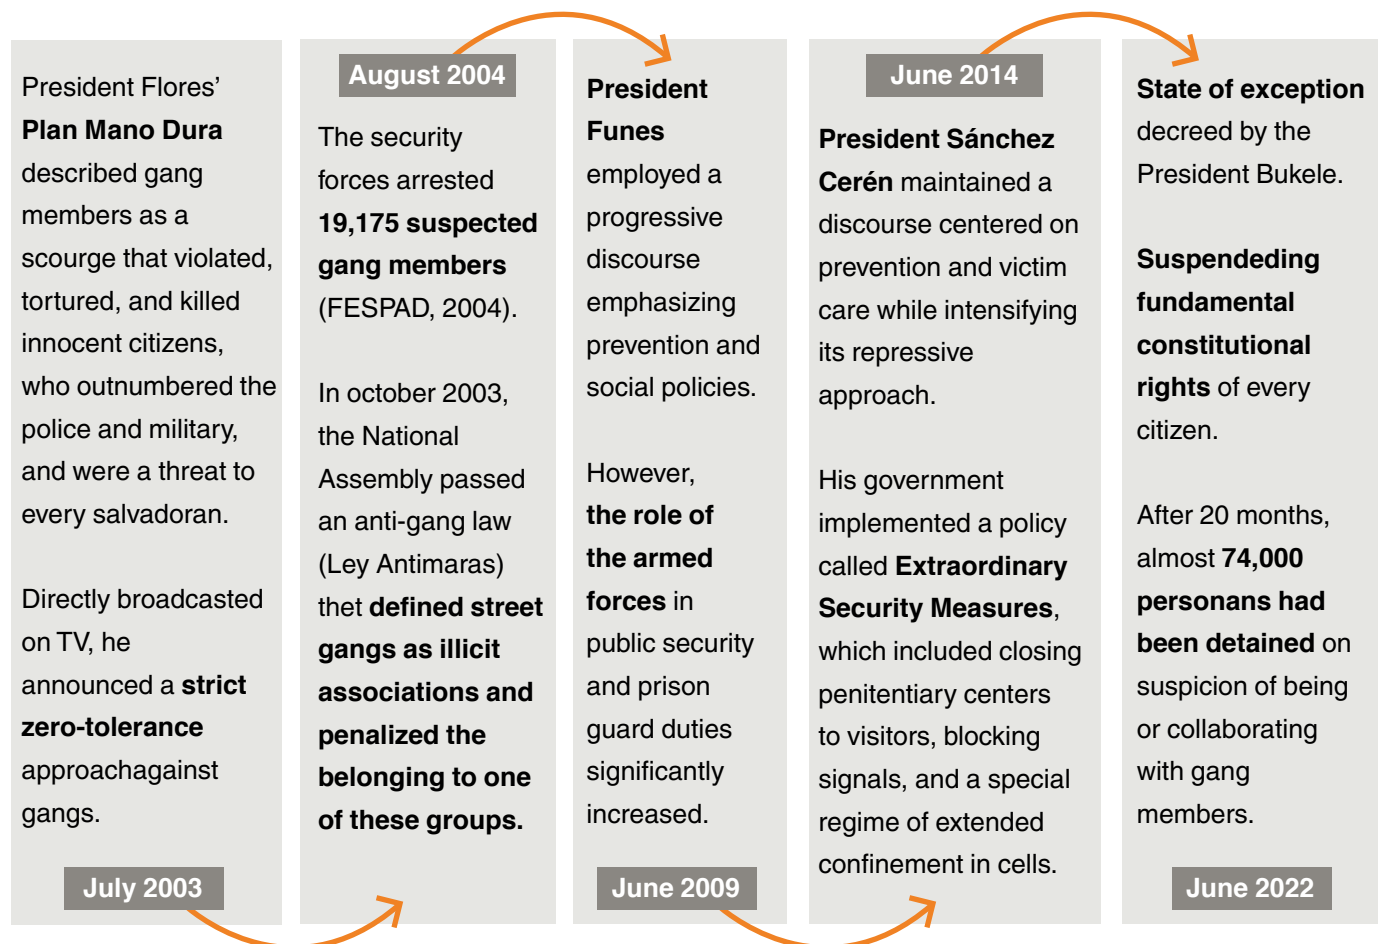 President Flores’
Plan Mano Dura
described gang
members as a
scourge that violated,
tortured, and killed
innocent citizens,
who outnumbered the
police and military,
and were a threat to
every salvadoran.
Directly broadcasted
on TV, he
announced a strict
zero-tolerance
approachagainst
gangs.
July 2003
August 2004
The security
forces arrested
19,175 suspected
gang members
(FESPAD, 2004).
In october 2003,
the National
Assembly passed
an anti-gang law
(Ley Antimaras)
thet defined street
gangs as illicit
associations and
penalized the
belonging to one
of these groups.
President
Funes
employed a
progressive
discourse
emphasizing
prevention and
social policies.
However,
the role of
the armed
forces in
public security
and prison
guard duties
significantly
increased.
June 2009
June 2014
President Sánchez
Cerén maintained a
discourse centered on
prevention and victim
care while intensifying
its repressive
approach.
His government
implemented a policy
called Extraordinary
Security Measures,
which included closing
penitentiary centers
to visitors, blocking
signals, and a special
regime of extended
confinement in cells.
State of exception
decreed by the
President Bukele.
Suspendeding
fundamental
constitutional
rights of every
citizen.
After 20 months,
almost 74,000
personans had
been detained on
suspicion of being
or collaborating
with gang
members.
June 2022